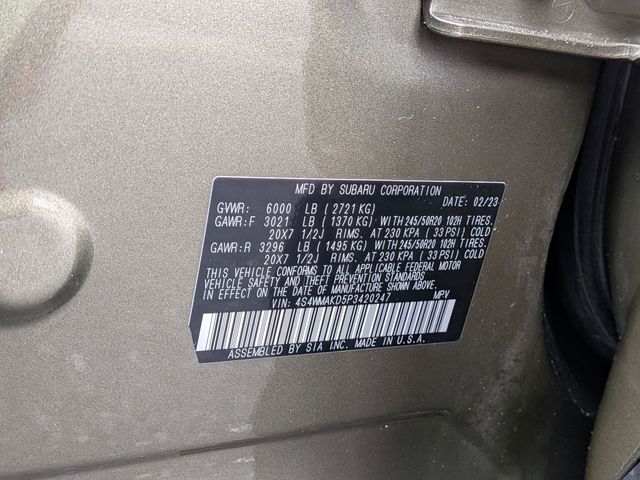 MFD BY SUBARU CORPORATION
DATE: 02/23
GVWR: 6000 LB ( 2721 KG)
GAWR:F 3021 LB ( 1370 KG) WITH 245/50R20 102H TIRES.
20X7 1/2J RIMS. AT 230 KPA ( 33 PSI) COLD
GAWR:R 3296 LB ( 1495 KG) WITH 245/50R20 102H TIRES.
20X7 1/2J RIMS. AT 230 KPA ( 33 PSI) COLD
THIS VEHICLE CONFORMS TO ALL APPLICABLE FEDERAL MOTOR
VEHICLE SAFETY AND THEFT PREVENTION STANDARDS
IN EFFECT ON THE DATE OF MANUFACTURE SHOWN ABOVE.
VIN: 4S4WMAKD5P3420247 MPV
ASSEMBLED BY SIA INC. MADE IN U.S.A.